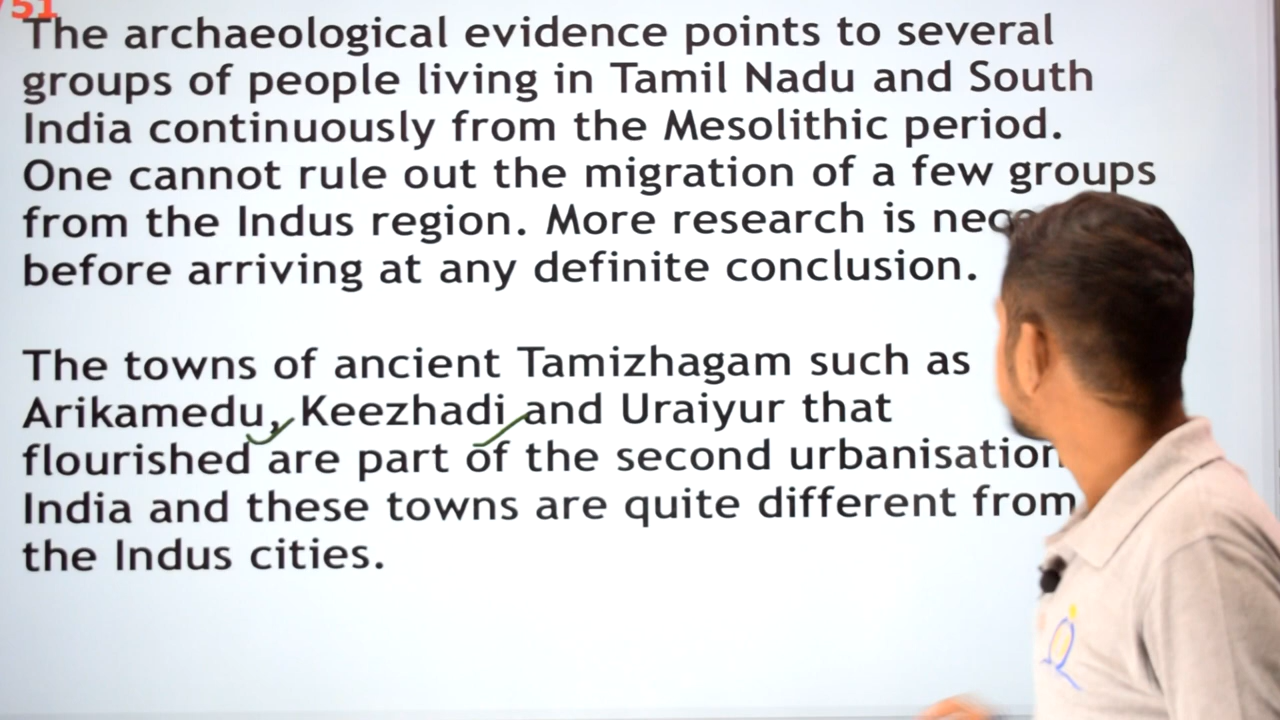 /51
The archaeological evidence points to several
groups of people living in Tamil Nadu and South
India continuously from the Mesolithic period.
One cannot rule out the migration of a few groups
from the Indus region. More research is
before arriving at any definite conclusion.
The towns of ancient Tamizhagam such as
Arikamedu, Keezhadi and Uraiyur that
flourished are part of the second urbanisation
India and these towns are quite different from
the Indus cities.